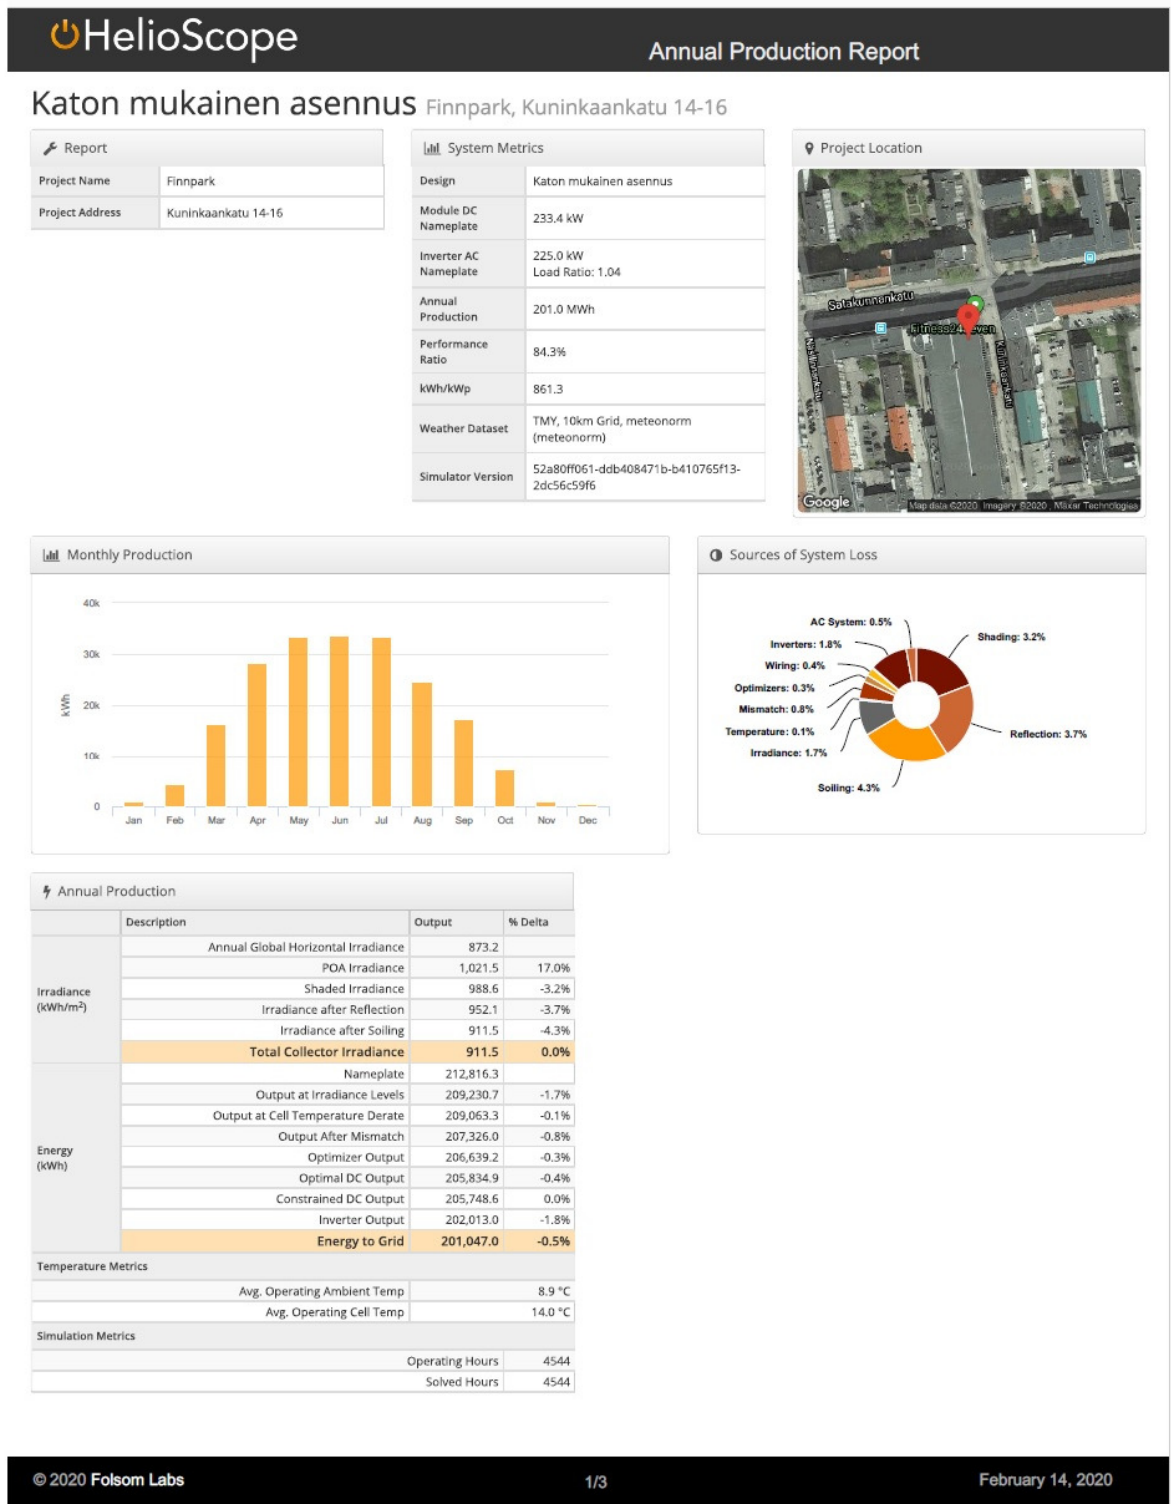 HelioScope
Annual Production Report
Katon mukainen asennus Finnpark, Kuninkaankatu 14-16
Report
Project Name Finnpark
Project Address Kuninkaankatu 14-16
System Metrics
Design Katon mukainen asennus
Module DC
Nameplate
233.4 kW
Inverter AC
Nameplate
225.0 kW
Load Ratio: 1.04
Annual
Production
201.0 MWh
Performance
Ratio
84.3%
kWh/kWp 861.3
Weather Dataset
TMY, 10km Grid, meteonorm
(meteonorm)
Simulator Version
52a80ff061-ddb408471b-b410765f13-
2dc56c59f6
Project Location
Satakunnankatu
Kuninkaankatu
Google
Map data ©2020 Imagery ©2020 , Maxar Technologies
Monthly Production
40k
30k
20k
10k
0
kWh
Jan Feb Mar Apr May Jun Jul Aug Sep Oct Nov Dec
Sources of System Loss
AC System: 0.5%
Shading: 3.2%
Inverters: 1.8%
Wiring: 0.4%
Optimizers: 0.3%
Mismatch: 0.8%
Temperature: 0.1%
Reflection: 3.7%
Irradiance: 1.7%
Soiling: 4.3%
Annual Production
Description Output % Delta
Irradiance
(kWh/m²)
Annual Global Horizontal Irradiance 873.2
POA Irradiance 1,021.5 17.0%
Shaded Irradiance 988.6 -3.2%
Irradiance after Reflection 952.1 -3.7%
Irradiance after Soiling 911.5 -4.3%
Total Collector Irradiance 911.5 0.0%
Energy
(kWh)
Nameplate 212,816.3
Output at Irradiance Levels 209,230.7 -1.7%
Output at Cell Temperature Derate 209,063.3 -0.1%
Output After Mismatch 207,326.0 -0.8%
Optimizer Output 206,639.2 -0.3%
Optimal DC Output 205,834.9 -0.4%
Constrained DC Output 205,748.6 0.0%
Inverter Output 202,013.0 -1.8%
Energy to Grid 201,047.0 -0.5%
Temperature Metrics
Avg. Operating Ambient Temp 8.9 °C
Avg. Operating Cell Temp 14.0 °C
Simulation Metrics
Operating Hours 4544
Solved Hours 4544
© 2020 Folsom Labs
1/3
February 14, 2020